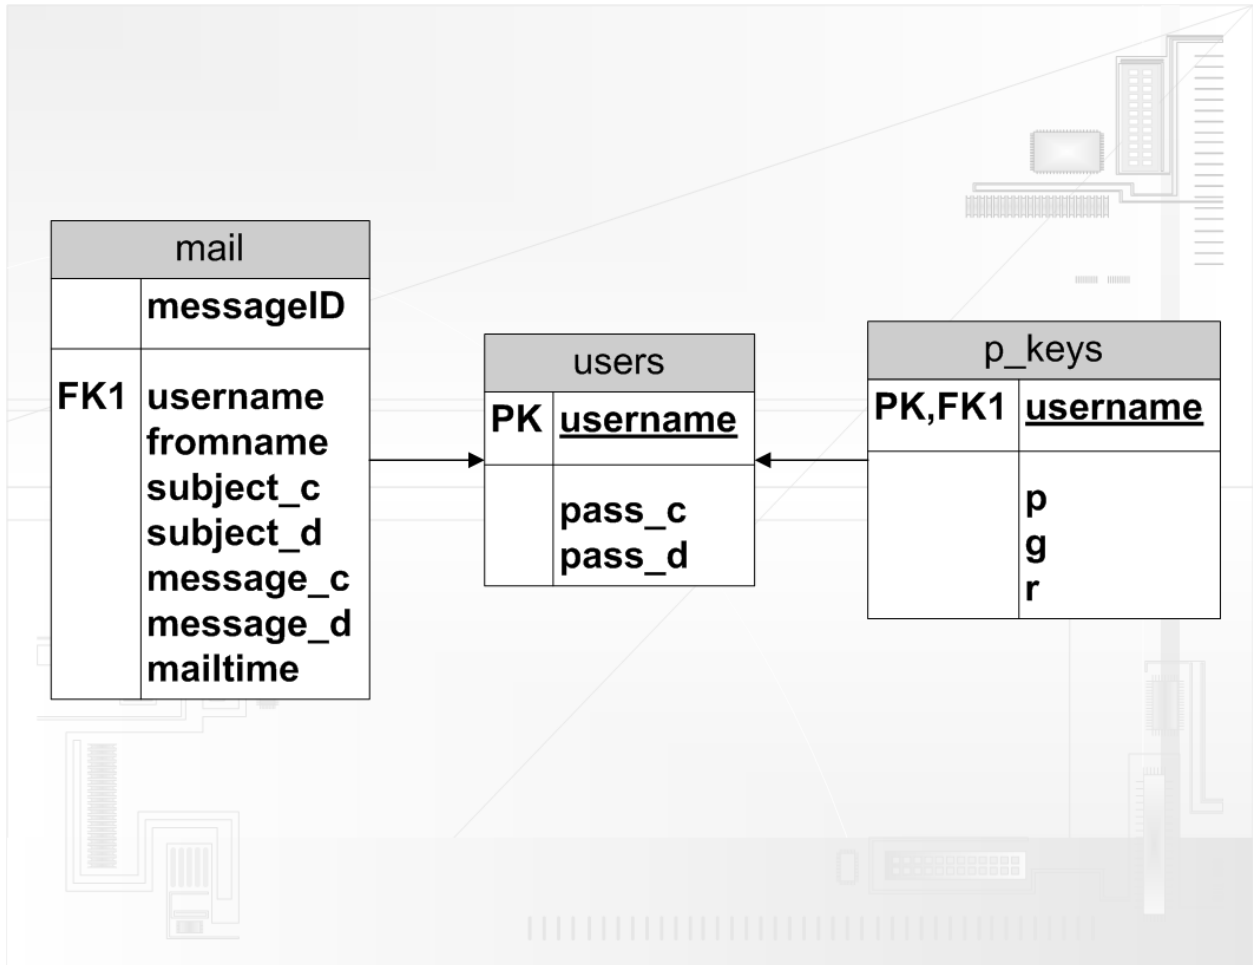 mail
messageID
FK1 username
fromname
subject_c
subject_d
message_c
message_d
mailtime
users
PK username
pass_c
pass_d
p_keys
PK,FK1 username
p
g
r